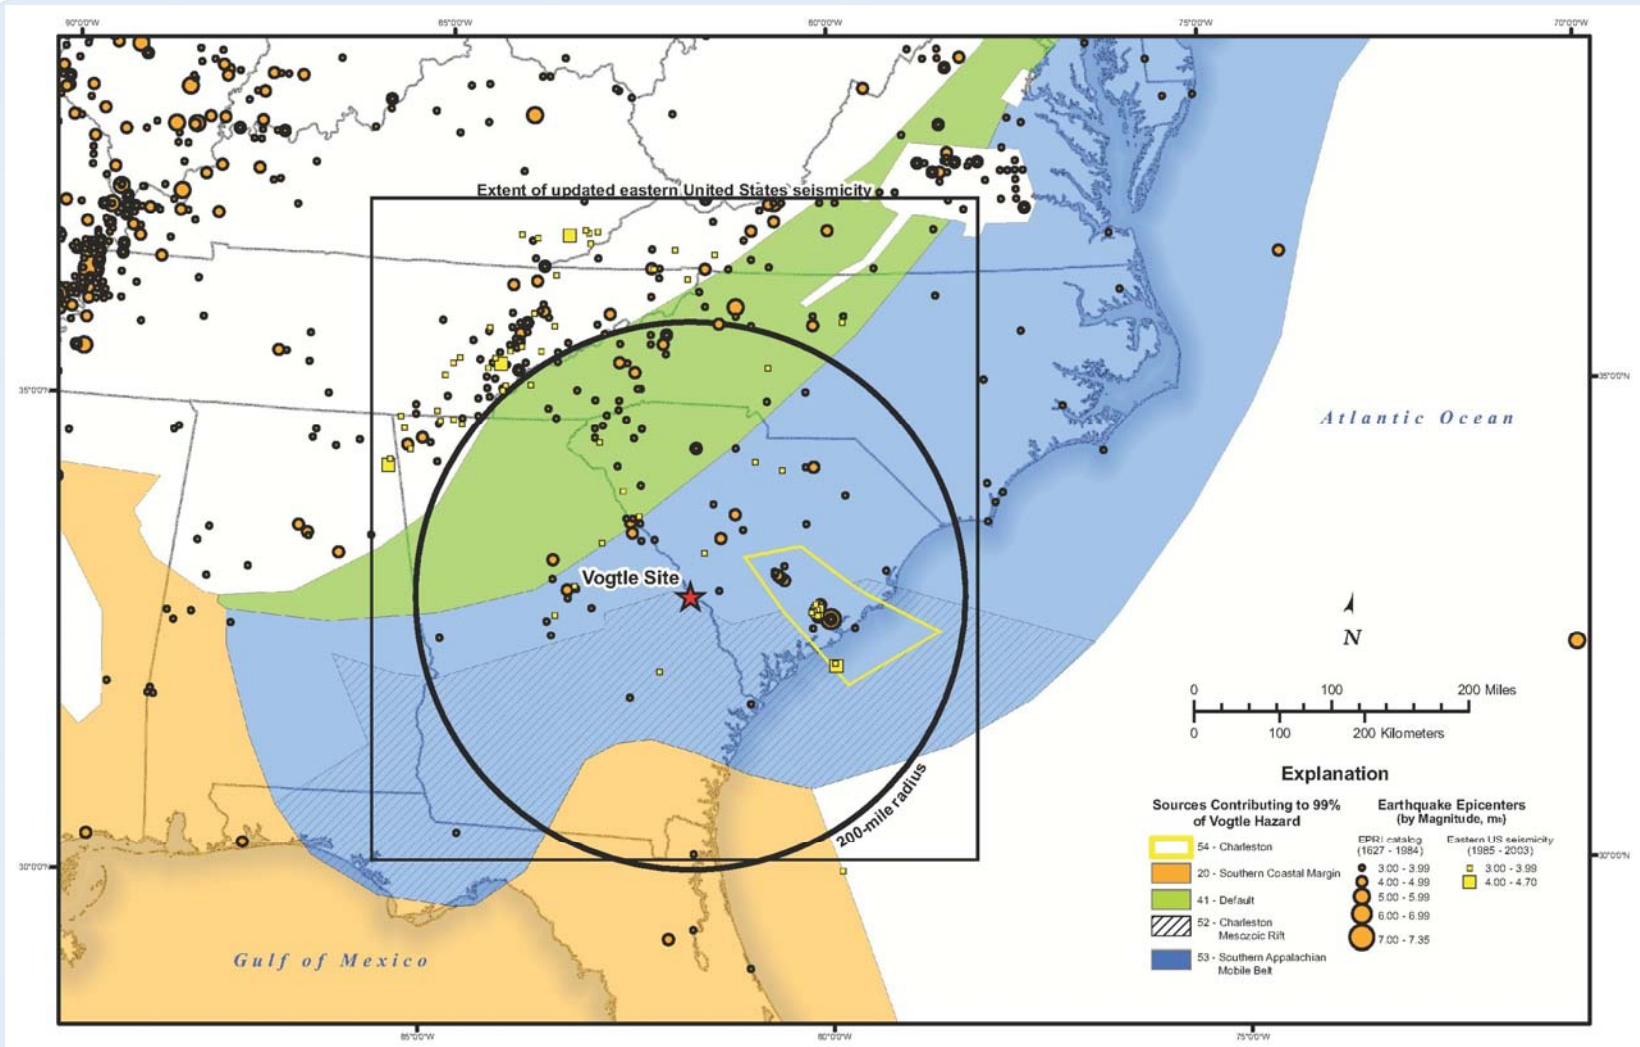 90°0'0"W
85°0'0"W
80°0'0"W
75°0'0"W
70°0'0"W
Extent of updated eastern United States seismicity
35°0'0"N
35°0'0"N
Atlantic Ocean
Vogtle Site
N
0 100 200 Miles
0 100 200 Kilometers
200-mile radius
Explanation
Sources Contributing to 99%
of Vogtle Hazard
54 - Charleston
20 - Southern Coastal Margin
41 - Default
52 - Charleston
Mesozoic Rift
53 - Southern Appalachian
Mobile Belt
Earthquake Epicenters
(by Magnitude, mb)
EPRI catalog
(1627 - 1984)
3.00 - 3.99
4.00 - 4.99
5.00 - 5.99
6.00 - 6.99
7.00 - 7.35
Eastern US seismicity
(1985 - 2003)
3.00 - 3.99
4.00 - 4.70
30°0'0"N
30°0'0"N
Gulf of Mexico
85°0'0"W
80°0'0"W
75°0'0"W